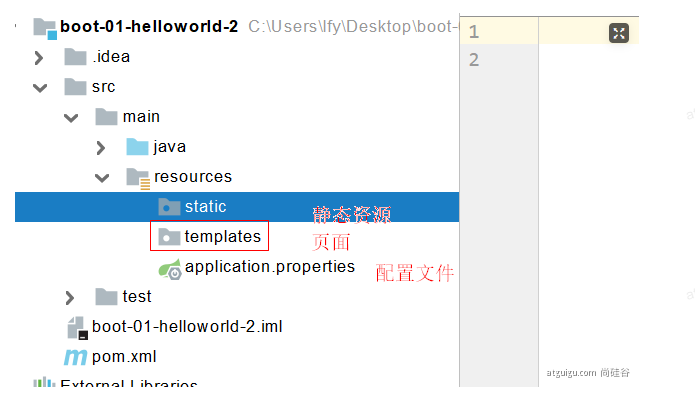 boot-01-helloworld-2 C:\Users\lfy\Desktop\boot-
1
.idea
2
src
main
java
resources
static 静态资源
templates 页面
application.properties 配置文件
test
boot-01-helloworld-2.iml
pom.xml
atguigu.com 尚硅谷
External Libraries